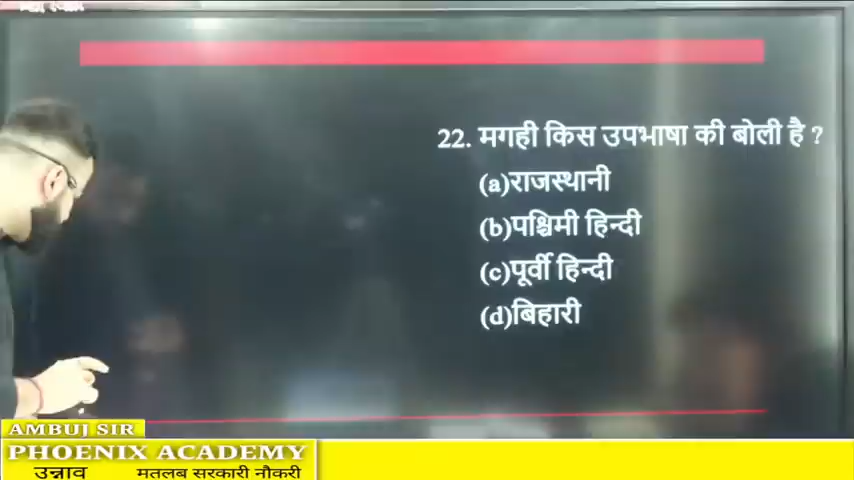 22. मगही किस उपभाषा की बोली है ?
(a)राजस्थानी
(b)पश्चिमी हिन्दी
(c)पूर्वी हिन्दी
(d)बिहारी
AMBUJ SIR
PHOENIX ACADEMY
उन्नाव मतलब सरकारी नौकरी